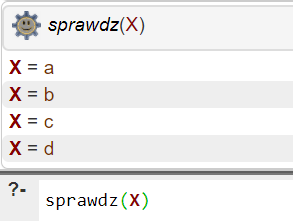 sprawdz(X)
X = a
X = b
X = c
X = d
?- sprawdz(X)